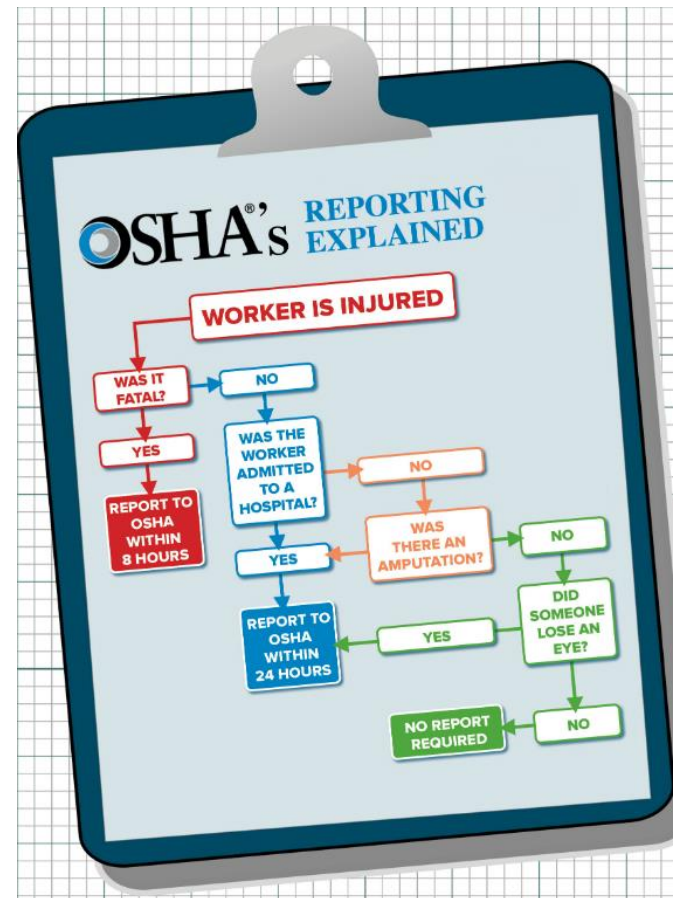 OSHA®'s REPORTING
EXPLAINED
WORKER IS INJURED
WAS IT
FATAL?
NO
YES
REPORT TO
OSHA
WITHIN
8 HOURS
WAS THE
WORKER
ADMITTED
TO A
HOSPITAL?
NO
YES
REPORT TO
OSHA
WITHIN
24 HOURS
WAS
THERE AN
AMPUTATION?
NO
DID
SOMEONE
LOSE AN
EYE?
YES
NO
NO REPORT
REQUIRED